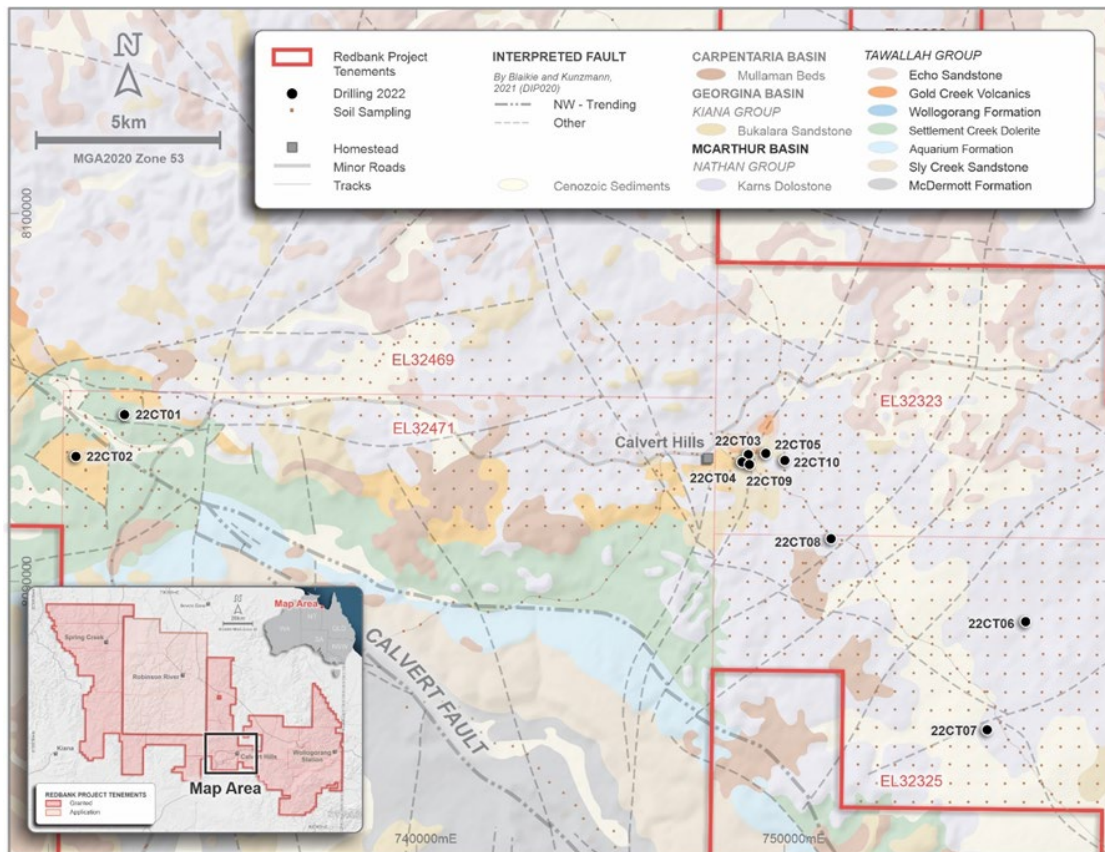 N
5km
MGA2020 Zone 53
Redbank Project
Tenements
Drilling 2022
Soil Sampling
Homestead
Minor Roads
Tracks
INTERPRETED FAULT
By Blaikie and Kunzmann,
2021 (DIP020)
NW - Trending
Other
Cenozoic Sediments
CARPENTARIA BASIN
Mullaman Beds
GEORGINA BASIN
KIANA GROUP
Bukalara Sandstone
MCARTHUR BASIN
NATHAN GROUP
Karns Dolostone
TAWALLAH GROUP
Echo Sandstone
Gold Creek Volcanics
Wollogorang Formation
Settlement Creek Dolerite
Aquarium Formation
Sly Creek Sandstone
McDermott Formation
8100000
EL32469
EL32323
22CT01
EL32471
Calvert Hills
22CT03
22CT05
22CT02
22CT10
22CT04
22CT09
22CT08
22CT06
22CT07
EL32325
CALVERT FAULT
740000mE
750000mE
Map Area
N
Spring Creek
Robinson River
Kiana
Calvert Hills
Wollogorang
Station
Map Area
REDBANK PROJECT TENEMENTS
Granted
Application